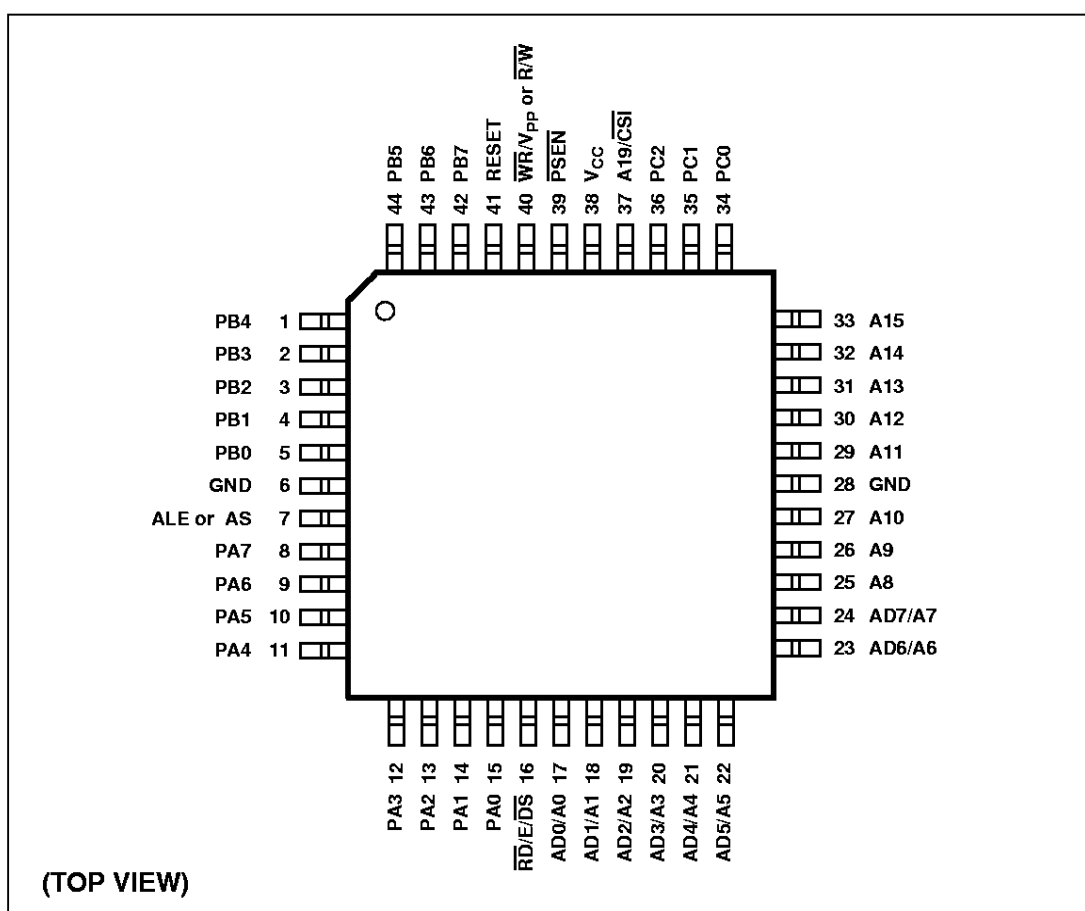 44 PB5
43 PB6
42 PB7
41 RESET
40 W̅R̅/VPP or R̅/̅W̅
39 P̅S̅E̅N̅
38 VCC
37 A19/C̅S̅I̅
36 PC2
35 PC1
34 PC0
PB4 1
PB3 2
PB2 3
PB1 4
PB0 5
GND 6
ALE or AS 7
PA7 8
PA6 9
PA5 10
PA4 11
PA3 12
PA2 13
PA1 14
PA0 15
R̅D̅/E/D̅S̅ 16
AD0/A0 17
AD1/A1 18
AD2/A2 19
AD3/A3 20
AD4/A4 21
AD5/A5 22
33 A15
32 A14
31 A13
30 A12
29 A11
28 GND
27 A10
26 A9
25 A8
24 AD7/A7
23 AD6/A6
(TOP VIEW)